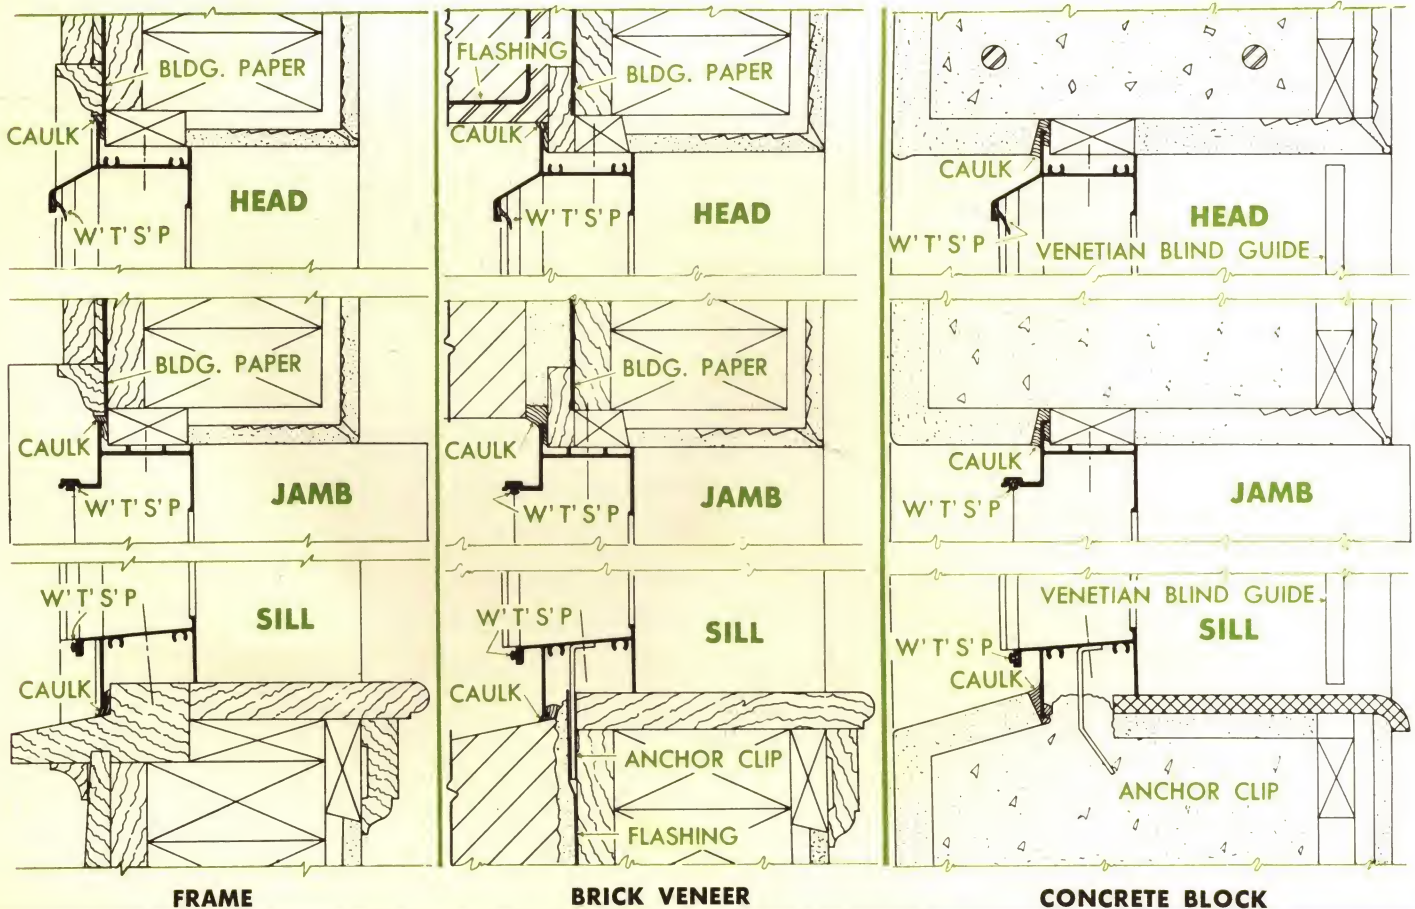 BLDG. PAPER
CAULK
HEAD
W'T'S'P
BLDG. PAPER
CAULK
JAMB
W'T'S'P
W'T'S'P
SILL
CAULK
FRAME
FLASHING
BLDG. PAPER
CAULK
HEAD
W'T'S'P
BLDG. PAPER
CAULK
JAMB
W'T'S'P
W'T'S'P
SILL
CAULK
ANCHOR CLIP
FLASHING
BRICK VENEER
CAULK
HEAD
W'T'S'P
VENETIAN BLIND GUIDE
CAULK
JAMB
W'T'S'P
VENETIAN BLIND GUIDE
SILL
W'T'S'P
CAULK
ANCHOR CLIP
CONCRETE BLOCK